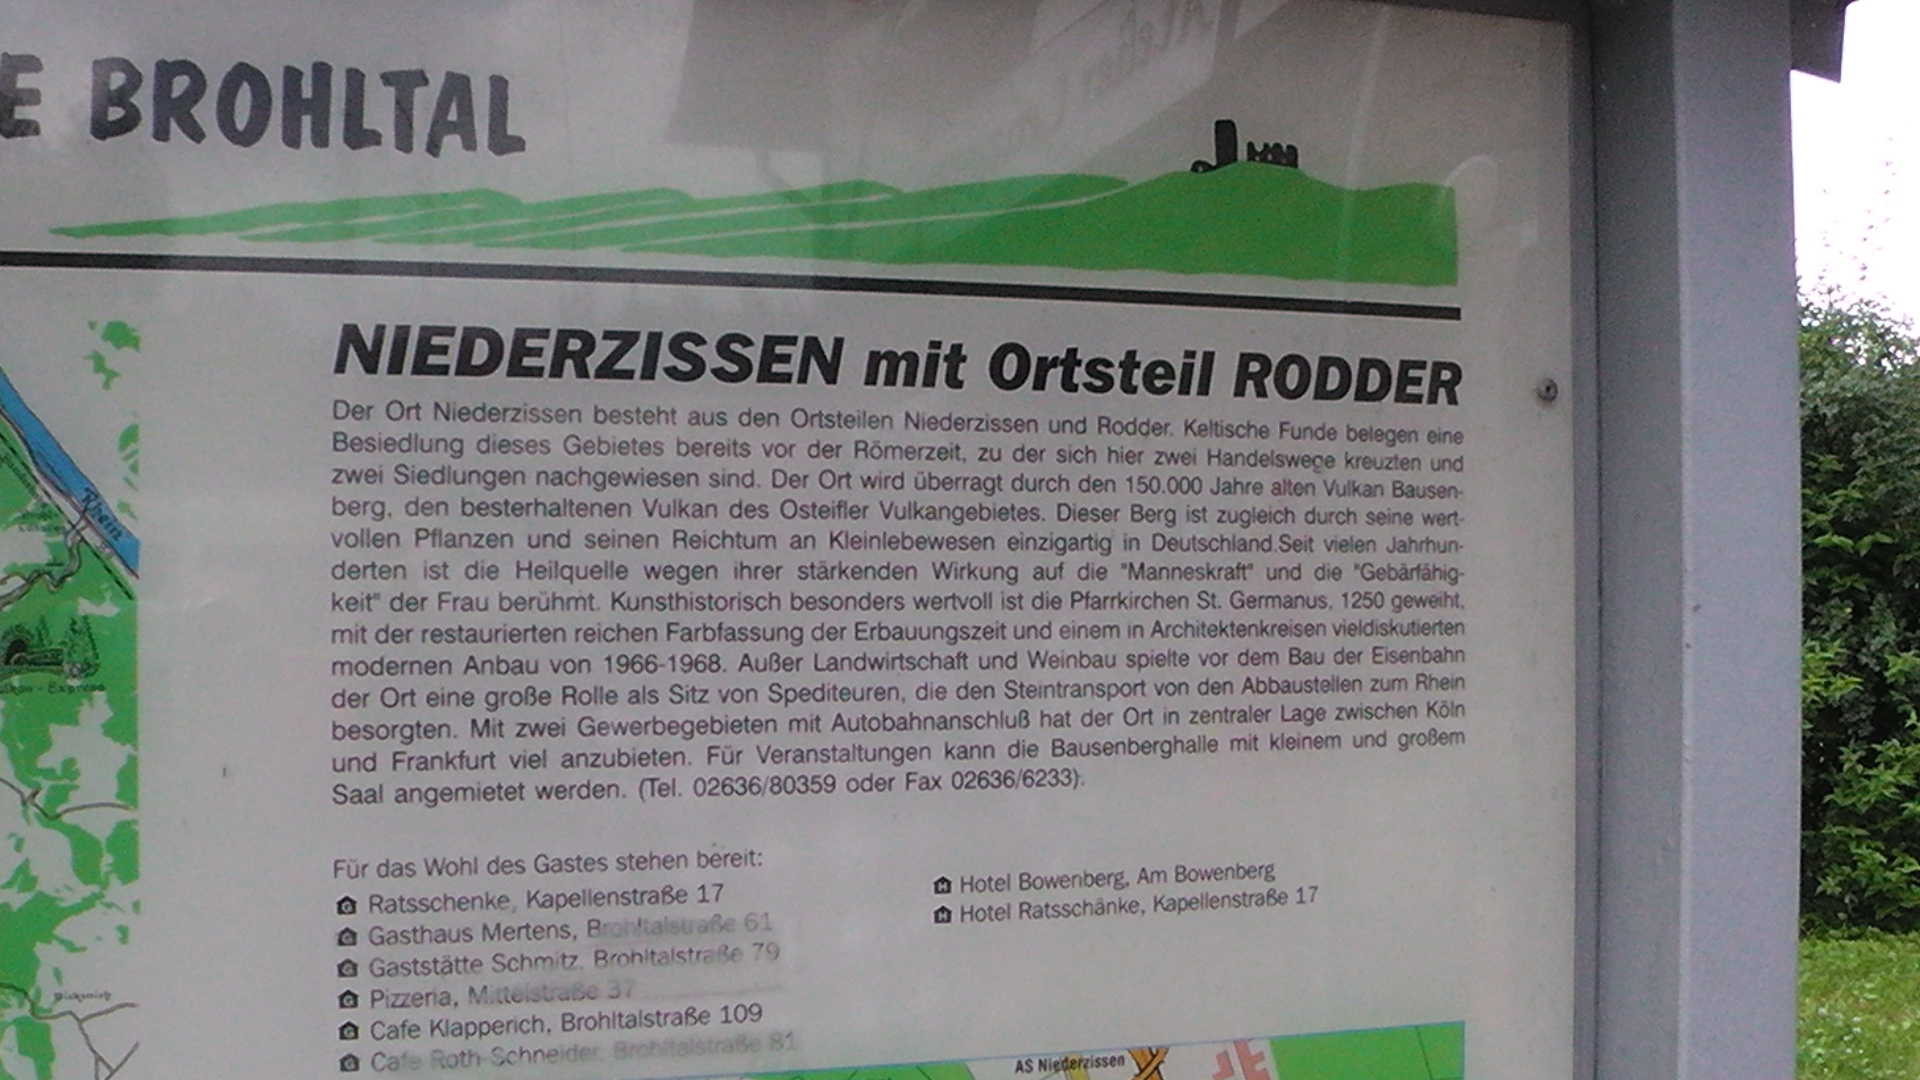 E BROHLTAL
NIEDERZISSEN mit Ortsteil RODDER
Der Ort Niederzissen besteht aus den Ortsteilen Niederzissen und Rodder. Keltische Funde belegen eine
Besiedlung dieses Gebietes bereits vor der Römerzeit, zu der sich hier zwei Handelswege kreuzten und
zwei Siedlungen nachgewiesen sind. Der Ort wird überragt durch den 150.000 Jahre alten Vulkan Bausen-
berg, den besterhaltenen Vulkan des Osteifler Vulkangebietes. Dieser Berg ist zugleich durch seine wert-
vollen Pflanzen und seinen Reichtum an Kleinlebewesen einzigartig in Deutschland.Seit vielen Jahrhun-
derten ist die Heilquelle wegen ihrer stärkenden Wirkung auf die "Manneskraft" und die "Gebärfähig-
keit" der Frau berühmt. Kunsthistorisch besonders wertvoll ist die Pfarrkirchen St. Germanus, 1250 geweiht,
mit der restaurierten reichen Farbfassung der Erbauungszeit und einem in Architektenkreisen vieldiskutierten
modernen Anbau von 1966-1968. Außer Landwirtschaft und Weinbau spielte vor dem Bau der Eisenbahn
der Ort eine große Rolle als Sitz von Spediteuren, die den Steintransport von den Abbaustellen zum Rhein
besorgten. Mit zwei Gewerbegebieten mit Autobahnanschluß hat der Ort in zentraler Lage zwischen Köln
und Frankfurt viel anzubieten. Für Veranstaltungen kann die Bausenberghalle mit kleinem und großem
Saal angemietet werden. (Tel. 02636/80359 oder Fax 02636/6233).
Für das Wohl des Gastes stehen bereit:
G Ratsschenke, Kapellenstraße 17
G Gasthaus Mertens, Brohltalstraße 61
G Gaststätte Schmitz, Brohltalstraße 79
G Pizzeria, Mittelstraße 37
G Cafe Klapperich, Brohltalstraße 109
G Cafe Roth-Schneider, Brohltalstraße 81
H Hotel Bowenberg, Am Bowenberg
H Hotel Ratsschänke, Kapellenstraße 17
AS Niederzissen
Rhein